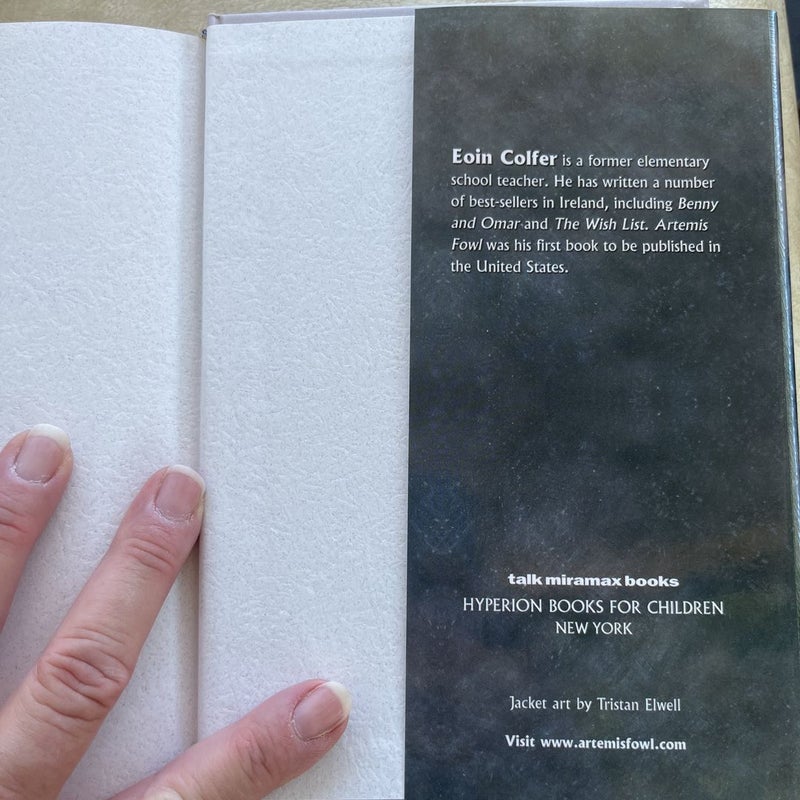 Eoin Colfer is a former elementary
school teacher. He has written a number
of best-sellers in Ireland, including Benny
and Omar and The Wish List. Artemis
Fowl was his first book to be published in
the United States.
talk miramax books
HYPERION BOOKS FOR CHILDREN
NEW YORK
Jacket art by Tristan Elwell
Visit www.artemisfowl.com